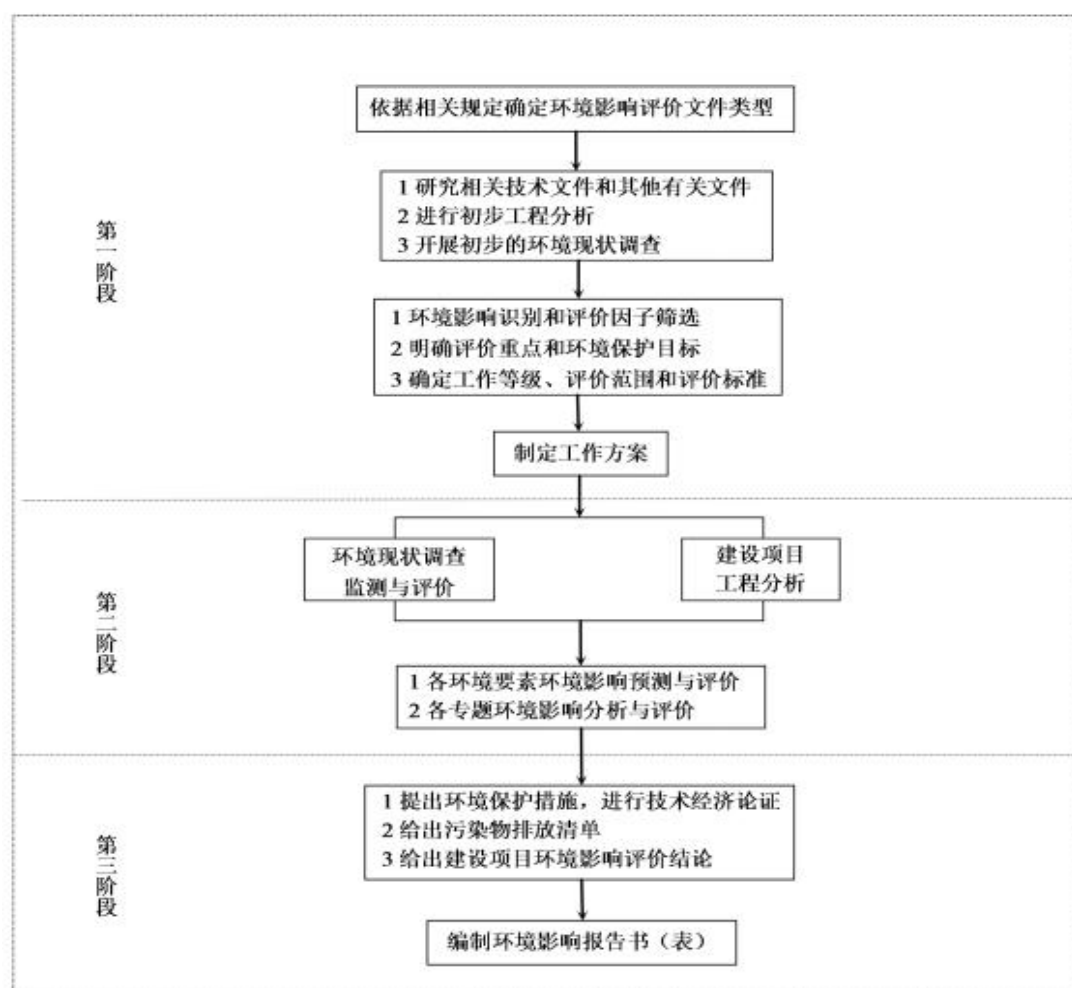 依据相关规定确定环境影响评价文件类型
1 研究相关技术文件和其他有关文件
2 进行初步工程分析
3 开展初步的环境现状调查
第一阶段
1 环境影响识别和评价因子筛选
2 明确评价重点和环境保护目标
3 确定工作等级、评价范围和评价标准
制定工作方案
环境现状调查
监测与评价
建设项目
工程分析
第二阶段
1 各环境要素环境影响预测与评价
2 各专题环境影响分析与评价
1 提出环境保护措施，进行技术经济论证
2 给出污染物排放清单
3 给出建设项目环境影响评价结论
第三阶段
编制环境影响报告书（表）